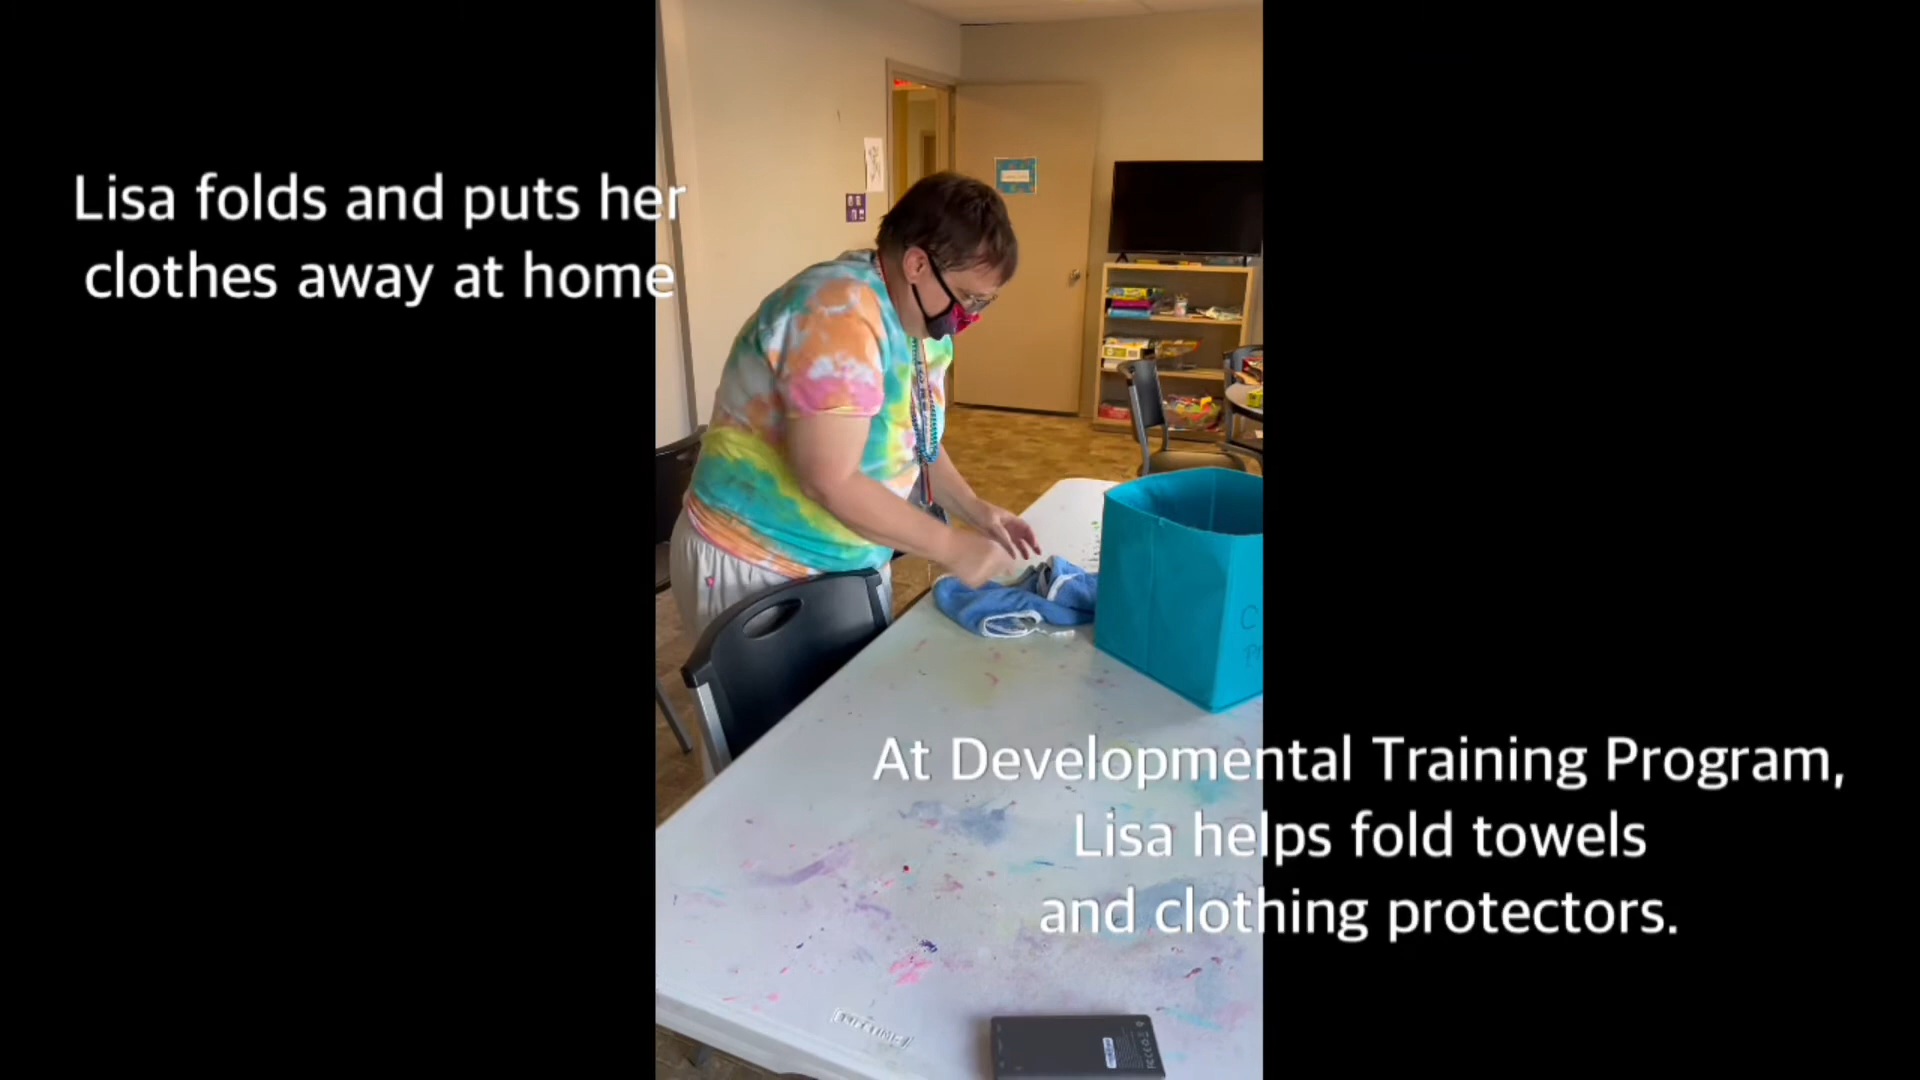 Lisa folds and puts her
clothes away at home
At Developmental Training Program,
Lisa helps fold towels
and clothing protectors.
LIFETIME